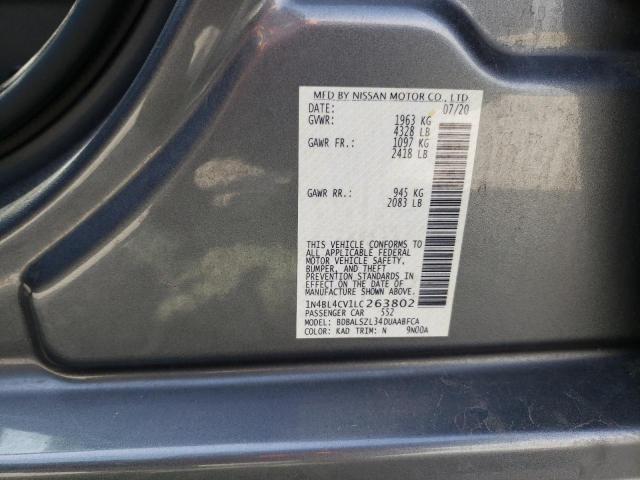 MFD BY NISSAN MOTOR CO., LTD
DATE: 07/20
GVWR: 1963 KG
4328 LB
GAWR FR.: 1097 KG
2418 LB
GAWR RR.: 945 KG
2083 LB
THIS VEHICLE CONFORMS TO
ALL APPLICABLE FEDERAL
MOTOR VEHICLE SAFETY,
BUMPER, AND THEFT
PREVENTION STANDARDS IN
EFFECT ON THE DATE OF
MANUFACTURE SHOWN ABOVE.
1N4BL4CV1LC263802
PASSENGER CAR 552
MODEL: BDBALSZL34DUAABFCA
COLOR: KAD TRIM: N 9N00A